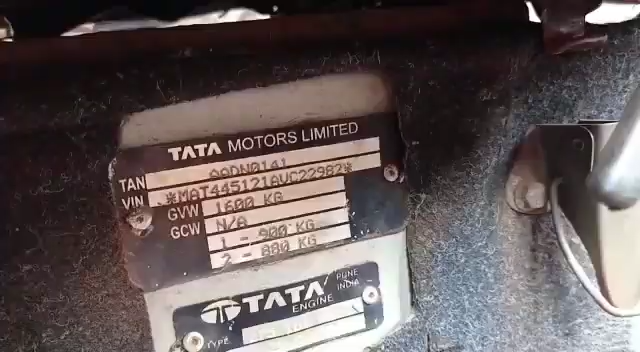 TATA MOTORS LIMITED
TAN AADN0141
VIN *MAT445121AVC22982*
GVW 1600 KG
GCW N/A
1 - 900 KG
2 - 880 KG
TATA
ENGINE
PUNE
INDIA
TYPE